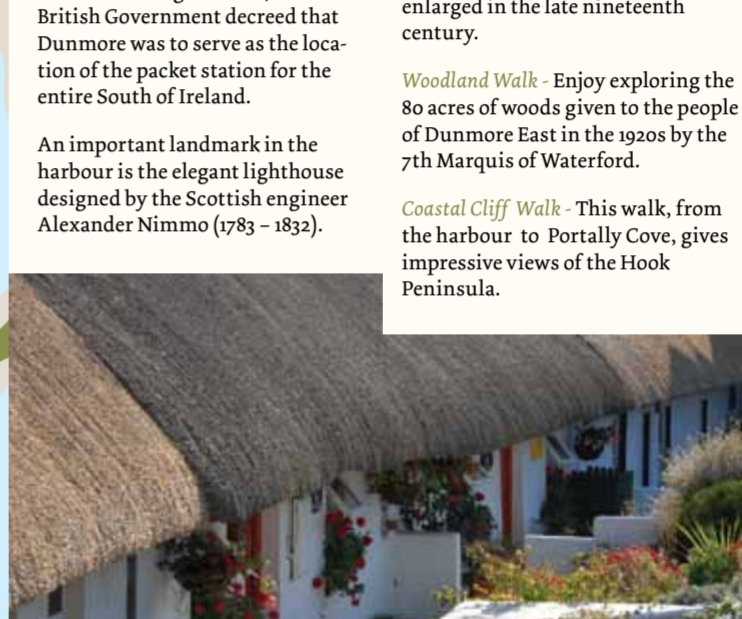 British Government decreed that
Dunmore was to serve as the loca-
tion of the packet station for the
entire South of Ireland.
An important landmark in the
harbour is the elegant lighthouse
designed by the Scottish engineer
Alexander Nimmo (1783 – 1832).
enlarged in the late nineteenth
century.
Woodland Walk - Enjoy exploring the
80 acres of woods given to the people
of Dunmore East in the 1920s by the
7th Marquis of Waterford.
Coastal Cliff Walk - This walk, from
the harbour to Portally Cove, gives
impressive views of the Hook
Peninsula.